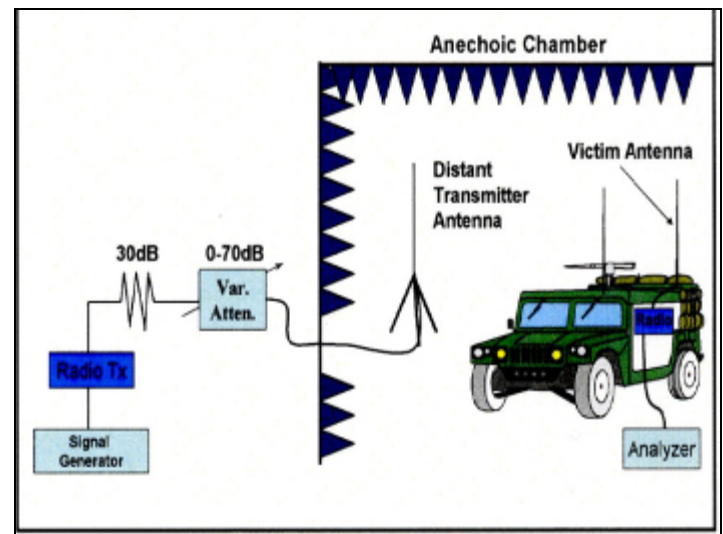 Anechoic Chamber
Victim Antenna
Distant
Transmitter
Antenna
30dB
0-70dB
Var.
Atten.
Radio
Radio Tx
Signal
Generator
Analyzer